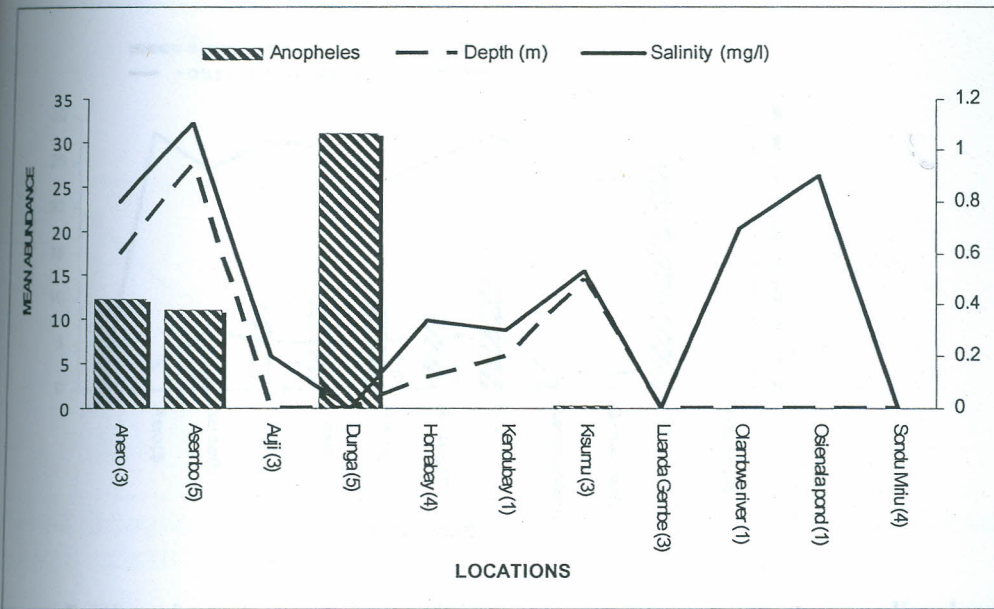 Anopheles Depth (m) Salinity (mg/l)
35
30
25
20
15
10
5
0
MEAN ABUNDANCE
1.2
1
0.8
0.6
0.4
0.2
0
Ahero (3)
Asembo (5)
Auji (3)
Dunga (5)
Homabay (4)
Kendubay (1)
Kisumu (3)
Luanda Gembe (3)
Olambwe river (1)
Osienala pond (1)
Sondu Miriu (4)
LOCATIONS